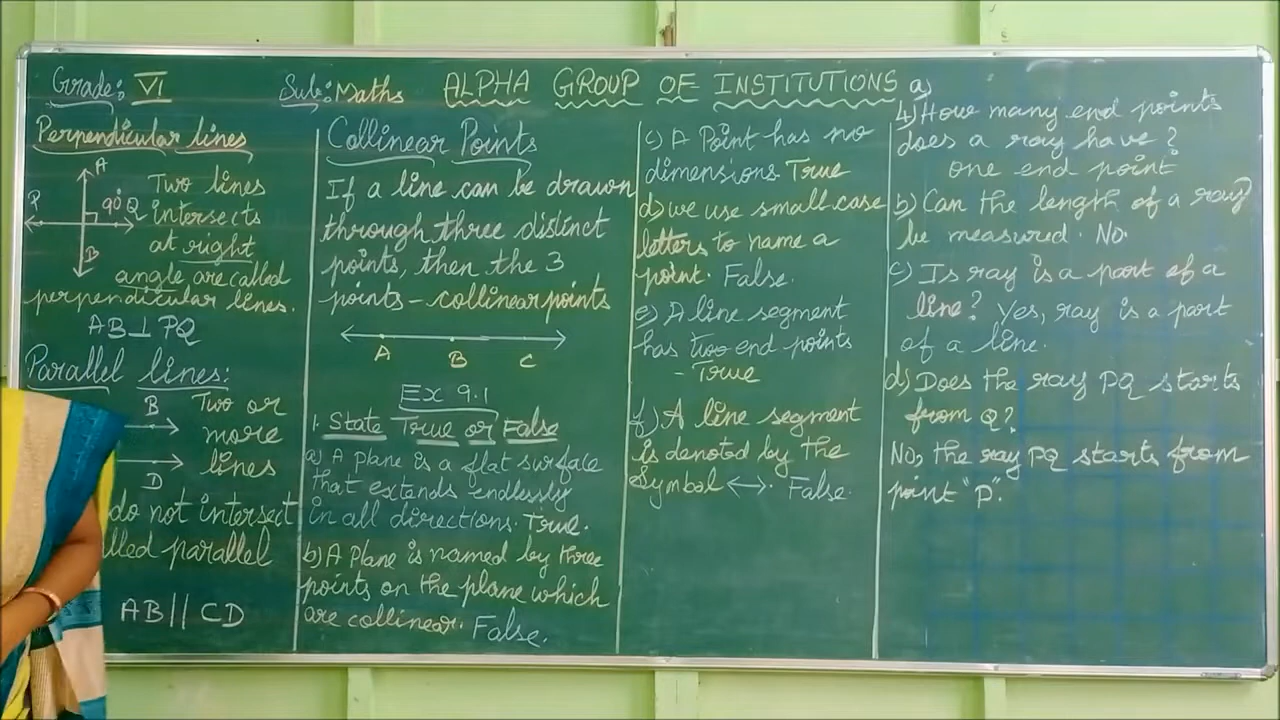 Grade: VI Sub: Maths ALPHA GROUP OF INSTITUTIONS
Perpendicular lines
A
P 90° Q
B
Two lines
intersects
at right
angle are called
perpendicular lines.
AB⊥PQ
Parallel lines:
B
D
Two or
more
lines
do not intersect
lled parallel
AB || CD
Collinear Points
If a line can be drawn
through three distinct
points, then the 3
points - collinear points
A B C
Ex 9.1
1. State True or False
a) A plane is a flat surface
that extends endlessly
in all directions. True.
b) A Plane is named by three
points on the plane which
are collinear. False.
c) A Point has no
dimensions True
d) we use small case
letters to name a
point. False.
e) A line segment
has two end points
- True
f) A line segment
is denoted by the
Symbol ↔. False.
a)
4) How many end points
does a ray have?
one end point
b) Can the length of a ray
be measured. No.
c) Is ray is a part of a
line? Yes, ray is a part
of a line.
d) Does the ray PQ starts
from Q?
No, the ray PQ starts from
point "P".